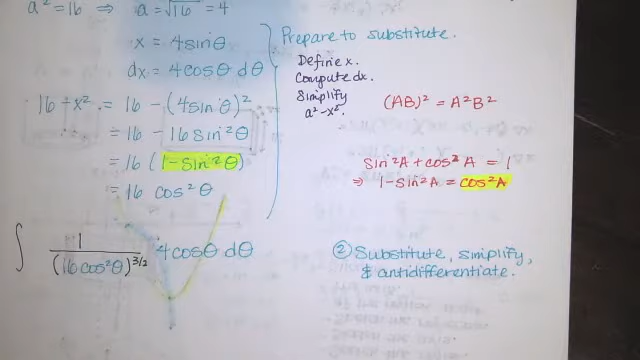 a² = 16 ⇒ a = √16 = 4
x = 4sinθ
dx = 4cosθ dθ
16 - x² = 16 - (4sinθ)²
= 16 - 16sin²θ
= 16 (1-sin²θ)
= 16 cos²θ
Prepare to substitute.
Define x.
Compute dx.
Simplify
a² - x².
(AB)² = A²B²
sin²A + cos²A = 1
⇒ 1-sin²A = cos²A
∫ 1/(16cos²θ)^3/2 4cosθ dθ
② Substitute, simplify,
& antidifferentiate.